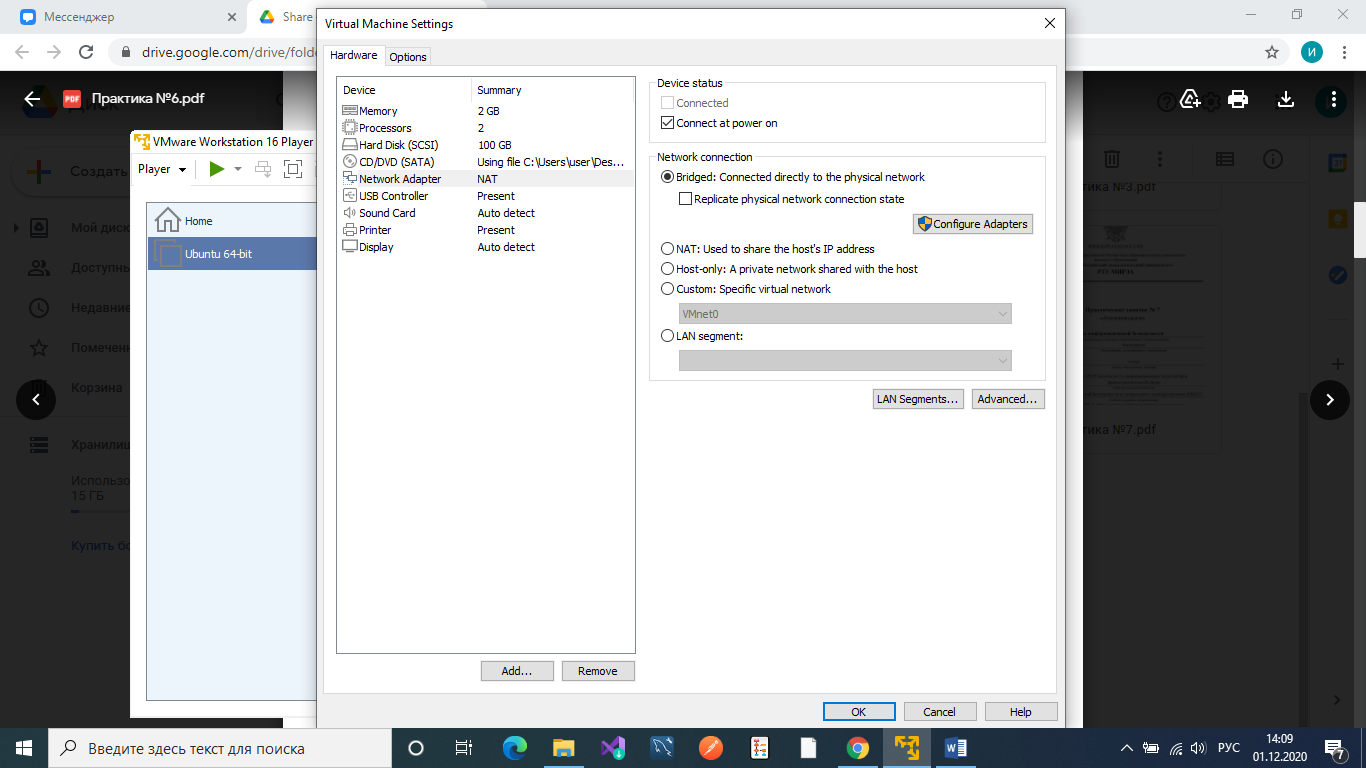 Мессенджер
Share
Virtual Machine Settings
drive.google.com/drive/folde
И
Hardware
Options
Практика №6.pdf
VMware Workstation 16 Player
Player
Home
Ubuntu 64-bit
Создать
Мой диск
Доступны
Недавние
Помечен
Корзина
Хранилищ
Использо
15 ГБ
Купить бо
Device Summary
Memory 2 GB
Processors 2
Hard Disk (SCSI) 100 GB
CD/DVD (SATA) Using file C:\Users\user\Des...
Network Adapter NAT
USB Controller Present
Sound Card Auto detect
Printer Present
Display Auto detect
Add...
Remove
Device status
Connected
Connect at power on
Network connection
Bridged: Connected directly to the physical network
Replicate physical network connection state
Configure Adapters
NAT: Used to share the host's IP address
Host-only: A private network shared with the host
Custom: Specific virtual network
VMnet0
LAN segment:
LAN Segments...
Advanced...
OK
Cancel
Help
тика №3.pdf
тика №7.pdf
Введите здесь текст для поиска
РУС
14:09
01.12.2020
7